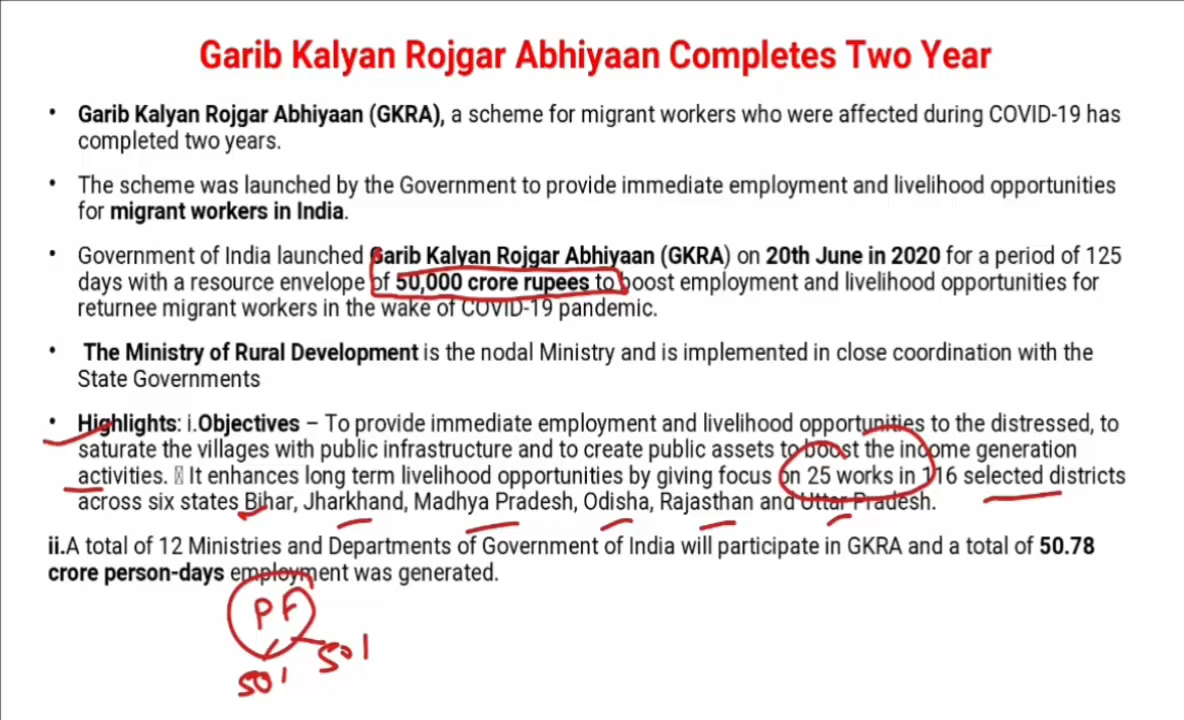 Garib Kalyan Rojgar Abhiyaan Completes Two Year
• Garib Kalyan Rojgar Abhiyaan (GKRA), a scheme for migrant workers who were affected during COVID-19 has
completed two years.
• The scheme was launched by the Government to provide immediate employment and livelihood opportunities
for migrant workers in India.
• Government of India launched Garib Kalyan Rojgar Abhiyaan (GKRA) on 20th June in 2020 for a period of 125
days with a resource envelope of 50,000 crore rupees to boost employment and livelihood opportunities for
returnee migrant workers in the wake of COVID-19 pandemic.
• The Ministry of Rural Development is the nodal Ministry and is implemented in close coordination with the
State Governments
• Highlights: i.Objectives – To provide immediate employment and livelihood opportunities to the distressed, to
saturate the villages with public infrastructure and to create public assets to boost the income generation
activities. It enhances long term livelihood opportunities by giving focus on 25 works in 116 selected districts
across six states Bihar, Jharkhand, Madhya Pradesh, Odisha, Rajasthan and Uttar Pradesh.
ii.A total of 12 Ministries and Departments of Government of India will participate in GKRA and a total of 50.78
crore person-days employment was generated.
PF